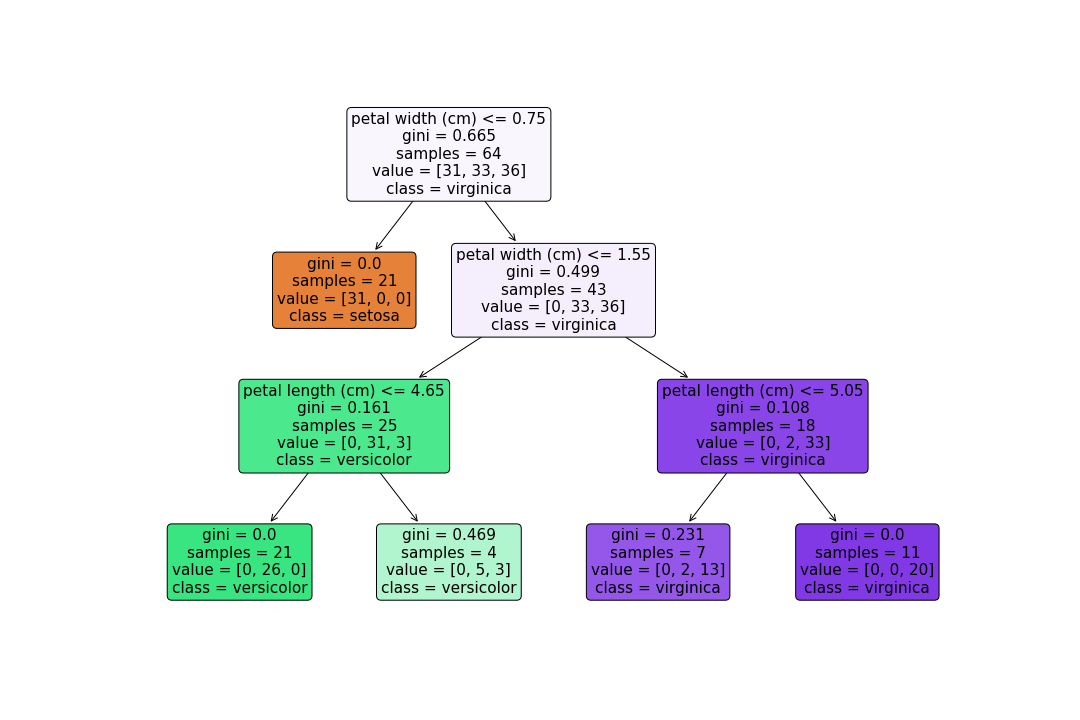 petal width (cm) <= 0.75
gini = 0.665
samples = 64
value = [31, 33, 36]
class = virginica
gini = 0.0
samples = 21
value = [31, 0, 0]
class = setosa
petal width (cm) <= 1.55
gini = 0.499
samples = 43
value = [0, 33, 36]
class = virginica
petal length (cm) <= 4.65
gini = 0.161
samples = 25
value = [0, 31, 3]
class = versicolor
petal length (cm) <= 5.05
gini = 0.108
samples = 18
value = [0, 2, 33]
class = virginica
gini = 0.0
samples = 21
value = [0, 26, 0]
class = versicolor
gini = 0.469
samples = 4
value = [0, 5, 3]
class = versicolor
gini = 0.231
samples = 7
value = [0, 2, 13]
class = virginica
gini = 0.0
samples = 11
value = [0, 0, 20]
class = virginica